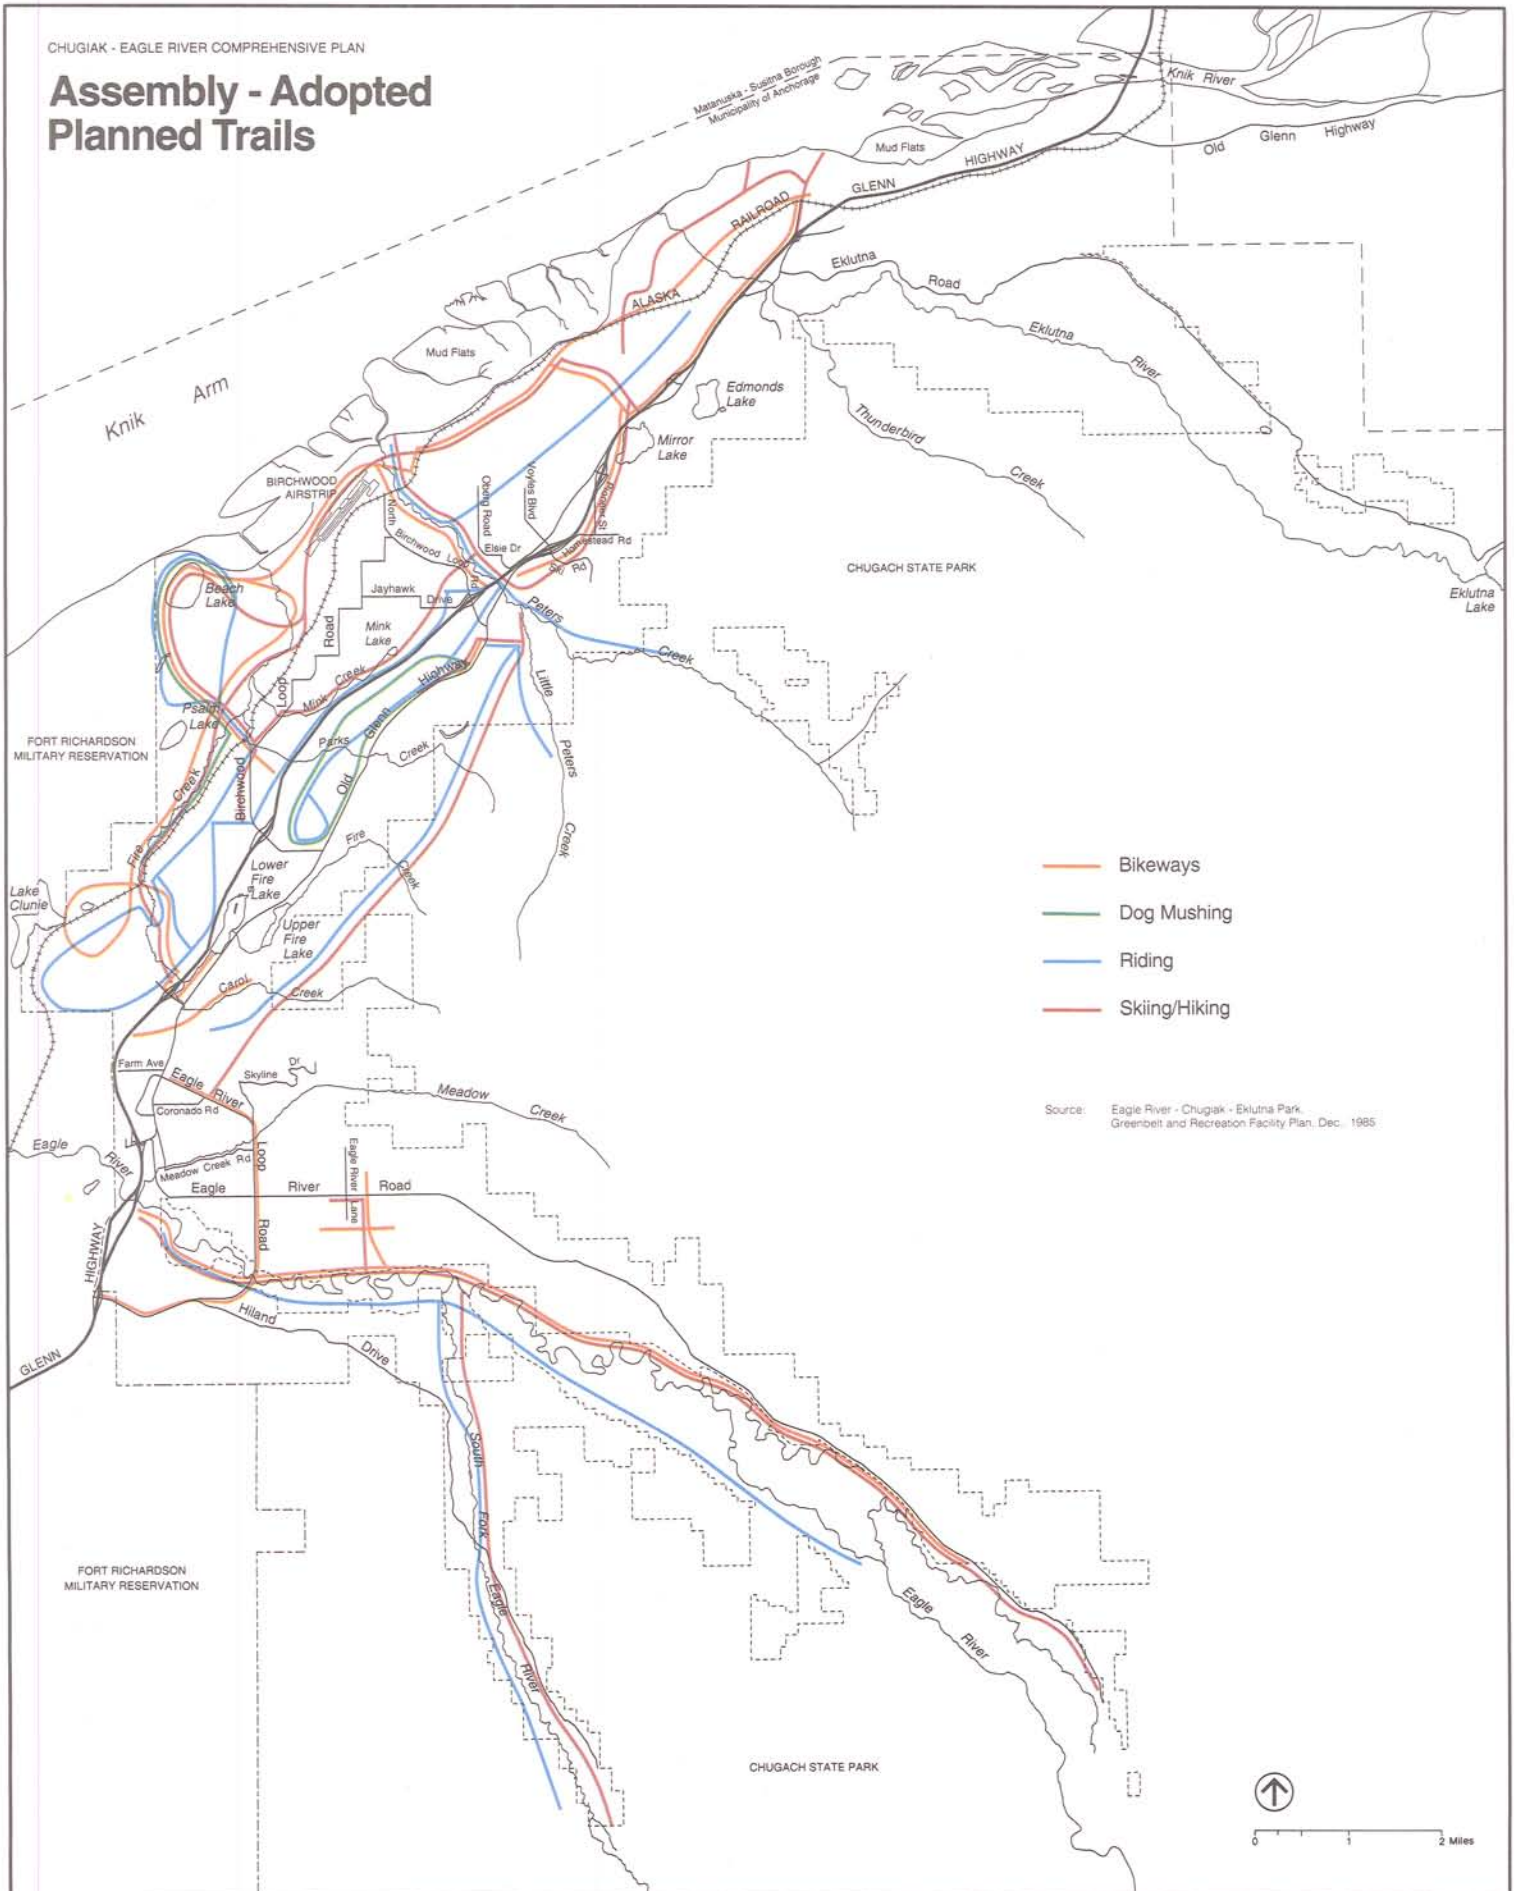 CHUGIAK - EAGLE RIVER COMPREHENSIVE PLAN
Assembly - Adopted
Planned Trails
Matanuska - Susitna Borough
Municipality of Anchorage
Knik River
Old Glenn Highway
Mud Flats
GLENN HIGHWAY
RAILROAD
ALASKA
Eklutna Road
Eklutna River
Mud Flats
Knik Arm
Edmonds
Lake
Mirror
Lake
Thunderbird Creek
BIRCHWOOD
AIRSTRIP
North
Birchwood Loop
Rd
Oberg Road
Voyles Blvd
Elsie Dr
Homestead Rd
Ski Rd
CHUGACH STATE PARK
Eklutna
Lake
Beach
Lake
Jayhawk
Drive
Peters
Creek
Mink
Lake
Road
Loop
Mink Creek
Highway
Glenn
Old
Little
Peters
Creek
Psalm
Lake
Parks
Creek
FORT RICHARDSON
MILITARY RESERVATION
Birchwood
Creek
Fire
Fire
Creek
Lower
Fire
Lake
Lake
Clunie
Upper
Fire
Lake
Carol
Creek
Bikeways
Dog Mushing
Riding
Skiing/Hiking
Farm Ave
Eagle River
Loop
Road
Skyline Dr
Coronado Rd
Meadow
Creek
Source: Eagle River - Chugiak - Eklutna Park,
Greenbelt and Recreation Facility Plan, Dec. 1985
Eagle
River
Meadow Creek Rd
Eagle River Road
Eagle River Lane
HIGHWAY
GLENN
Hiland
Drive
South
Fork
Eagle
River
FORT RICHARDSON
MILITARY RESERVATION
Eagle
River
CHUGACH STATE PARK
0 1 2 Miles